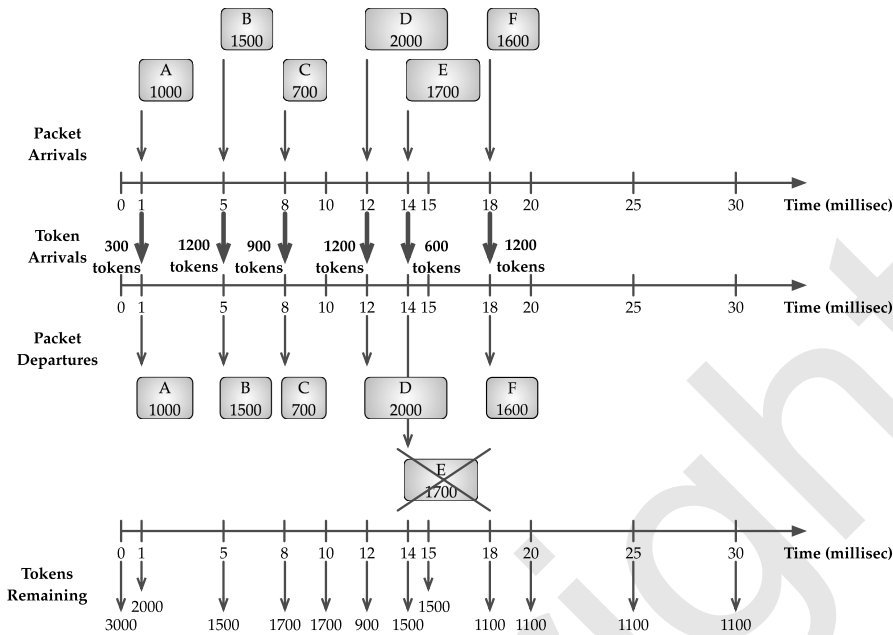 B
1500
D
2000
F
1600
A
1000
C
700
E
1700
Packet
Arrivals
0 1 5 8 10 12 14 15 18 20 25 30 Time (millisec)
Token
Arrivals
300
tokens
1200
tokens
900
tokens
1200
tokens
600
tokens
1200
tokens
0 1 5 8 10 12 14 15 18 20 25 30 Time (millisec)
Packet
Departures
A
1000
B
1500
C
700
D
2000
F
1600
E
1700
0 1 5 8 10 12 14 15 18 20 25 30 Time (millisec)
Tokens
Remaining
2000
1500
3000 1500 1700 1700 900 1500 1100 1100 1100 1100